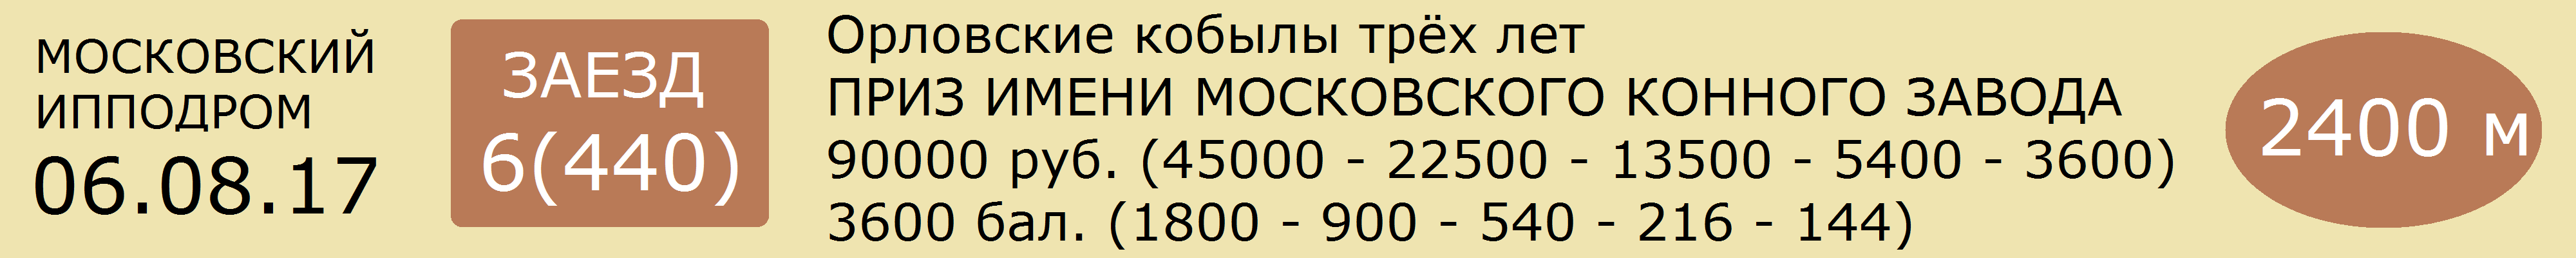 МОСКОВСКИЙ
ИППОДРОМ
06.08.17
ЗАЕЗД
6(440)
Орловские кобылы трёх лет
ПРИЗ ИМЕНИ МОСКОВСКОГО КОННОГО ЗАВОДА
90000 руб. (45000 - 22500 - 13500 - 5400 - 3600)
3600 бал. (1800 - 900 - 540 - 216 - 144)
2400 м